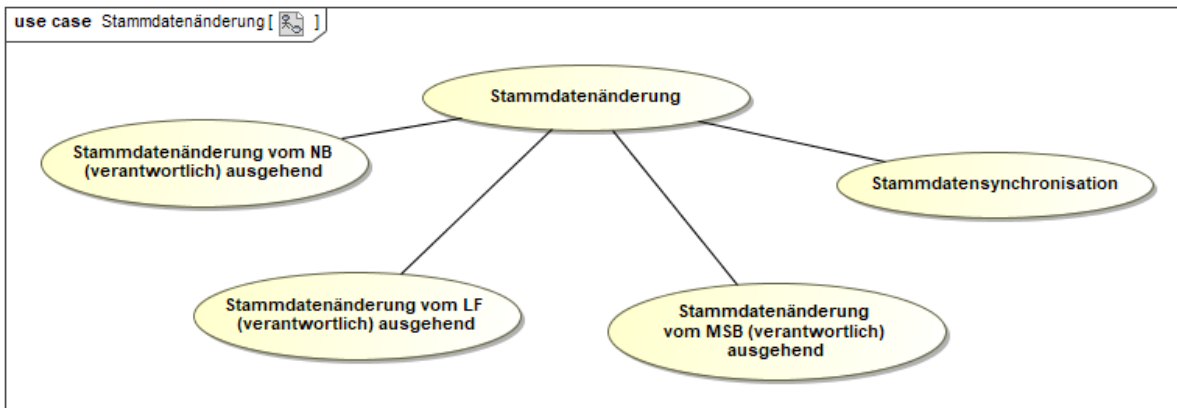 use case Stammdatenänderung [ ]
Stammdatenänderung
Stammdatenänderung vom NB
(verantwortlich) ausgehend
Stammdatensynchronisation
Stammdatenänderung vom LF
(verantwortlich) ausgehend
Stammdatenänderung
vom MSB (verantwortlich)
ausgehend